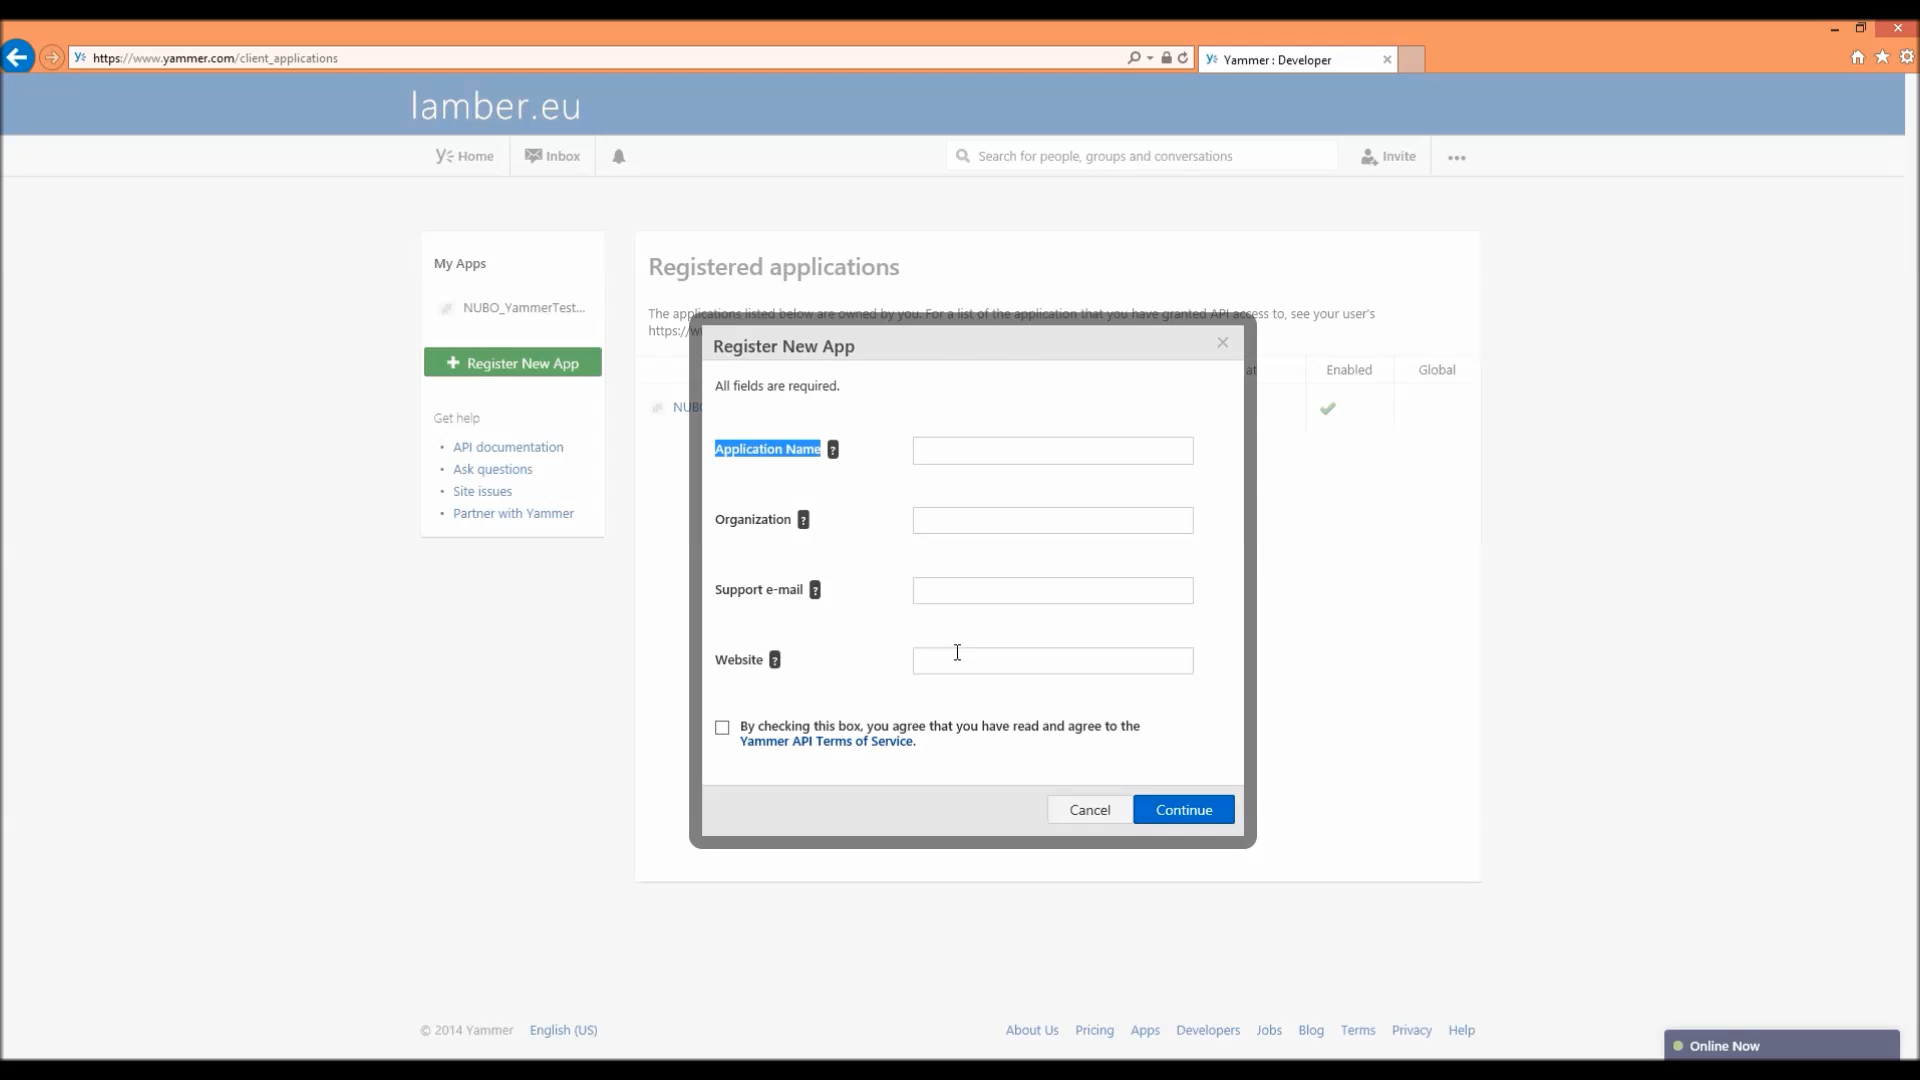 https://www.yammer.com/client_applications
Yammer : Developer
lamber.eu
Home
Inbox
Search for people, groups and conversations
Invite
My Apps
NUBO_YammerTest...
+ Register New App
Get help
• API documentation
• Ask questions
• Site issues
• Partner with Yammer
Registered applications
The applications listed below are owned by you. For a list of the application that you have granted API access to, see your user's
https://w
at
Enabled
Global
NUBO
Register New App
All fields are required.
Application Name ?
Organization ?
Support e-mail ?
Website ?
By checking this box, you agree that you have read and agree to the
Yammer API Terms of Service.
Cancel
Continue
© 2014 Yammer
English (US)
About Us
Pricing
Apps
Developers
Jobs
Blog
Terms
Privacy
Help
Online Now